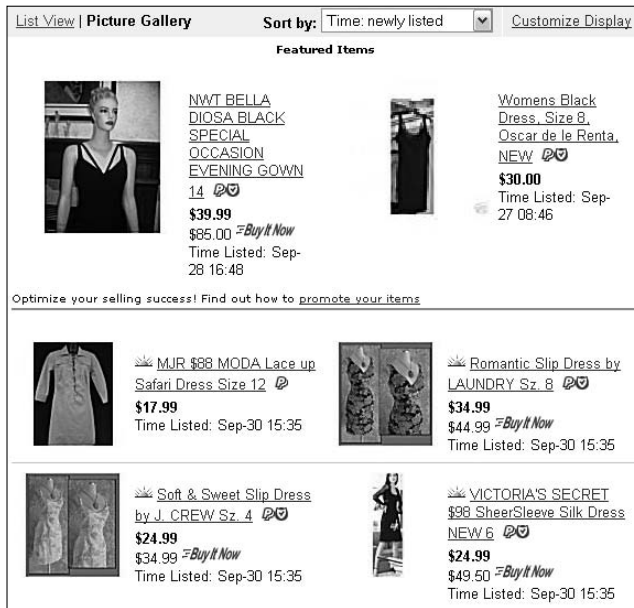 List View | Picture Gallery Sort by: Time: newly listed Customize Display
Featured Items
NWT BELLA
DIOSA BLACK
SPECIAL
OCCASION
EVENING GOWN
14
$39.99
$85.00 Buy It Now
Time Listed: Sep-
28 16:48
Womens Black
Dress, Size 8,
Oscar de le Renta,
NEW
$30.00
Time Listed: Sep-
27 08:46
Optimize your selling success! Find out how to promote your items
MJR $88 MODA Lace up
Safari Dress Size 12
$17.99
Time Listed: Sep-30 15:35
Romantic Slip Dress by
LAUNDRY Sz. 8
$34.99
$44.99 Buy It Now
Time Listed: Sep-30 15:35
Soft & Sweet Slip Dress
by J. CREW Sz. 4
$24.99
$34.99 Buy It Now
Time Listed: Sep-30 15:35
VICTORIA'S SECRET
$98 SheerSleeve Silk Dress
NEW 6
$24.99
$49.50 Buy It Now
Time Listed: Sep-30 15:35